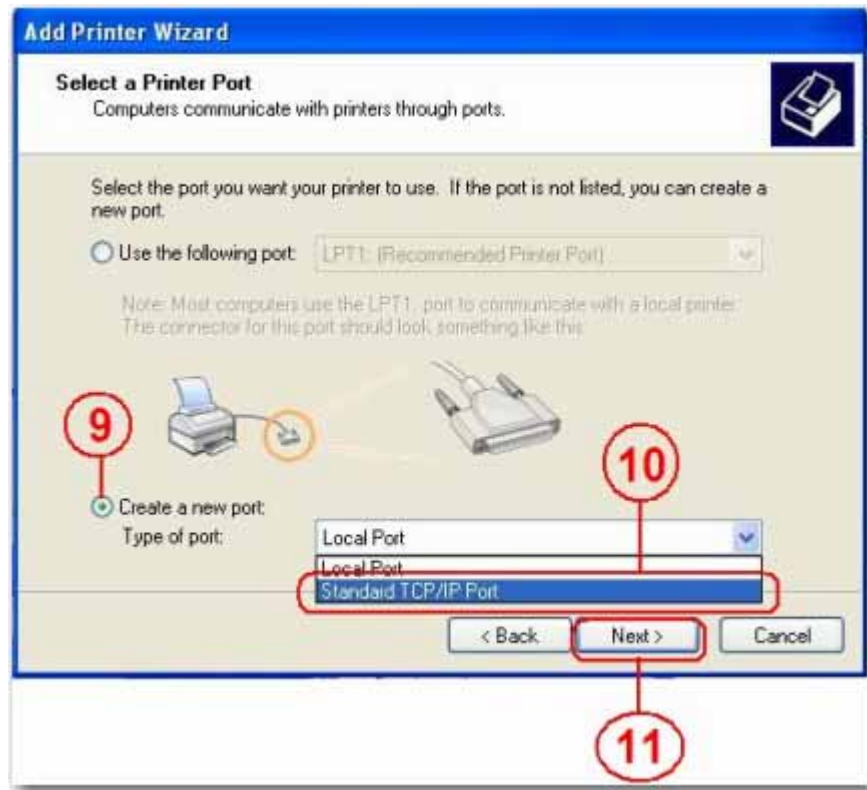 Add Printer Wizard
Select a Printer Port
Computers communicate with printers through ports.
Select the port you want your printer to use. If the port is not listed, you can create a
new port.
Use the following port:
LPT1: (Recommended Printer Port)
Note: Most computers use the LPT1: port to communicate with a local printer.
The connector for this port should look something like this:
9
10
Create a new port:
Type of port:
Local Port
Local Port
Standard TCP/IP Port
< Back
Next >
Cancel
11